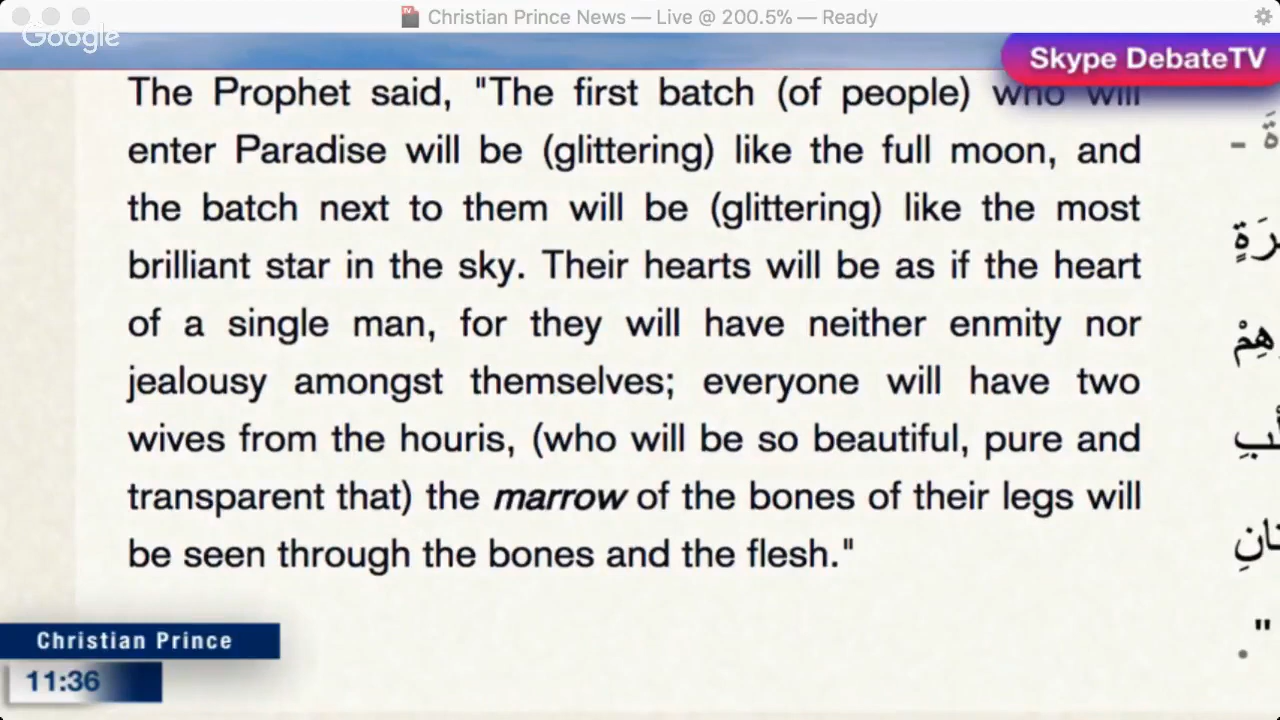 Christian Prince News — Live @ 200.5% — Ready
Google
Skype DebateTV
The Prophet said, "The first batch (of people) who will
enter Paradise will be (glittering) like the full moon, and
the batch next to them will be (glittering) like the most
brilliant star in the sky. Their hearts will be as if the heart
of a single man, for they will have neither enmity nor
jealousy amongst themselves; everyone will have two
wives from the houris, (who will be so beautiful, pure and
transparent that) the marrow of the bones of their legs will
be seen through the bones and the flesh."
Christian Prince
11:36